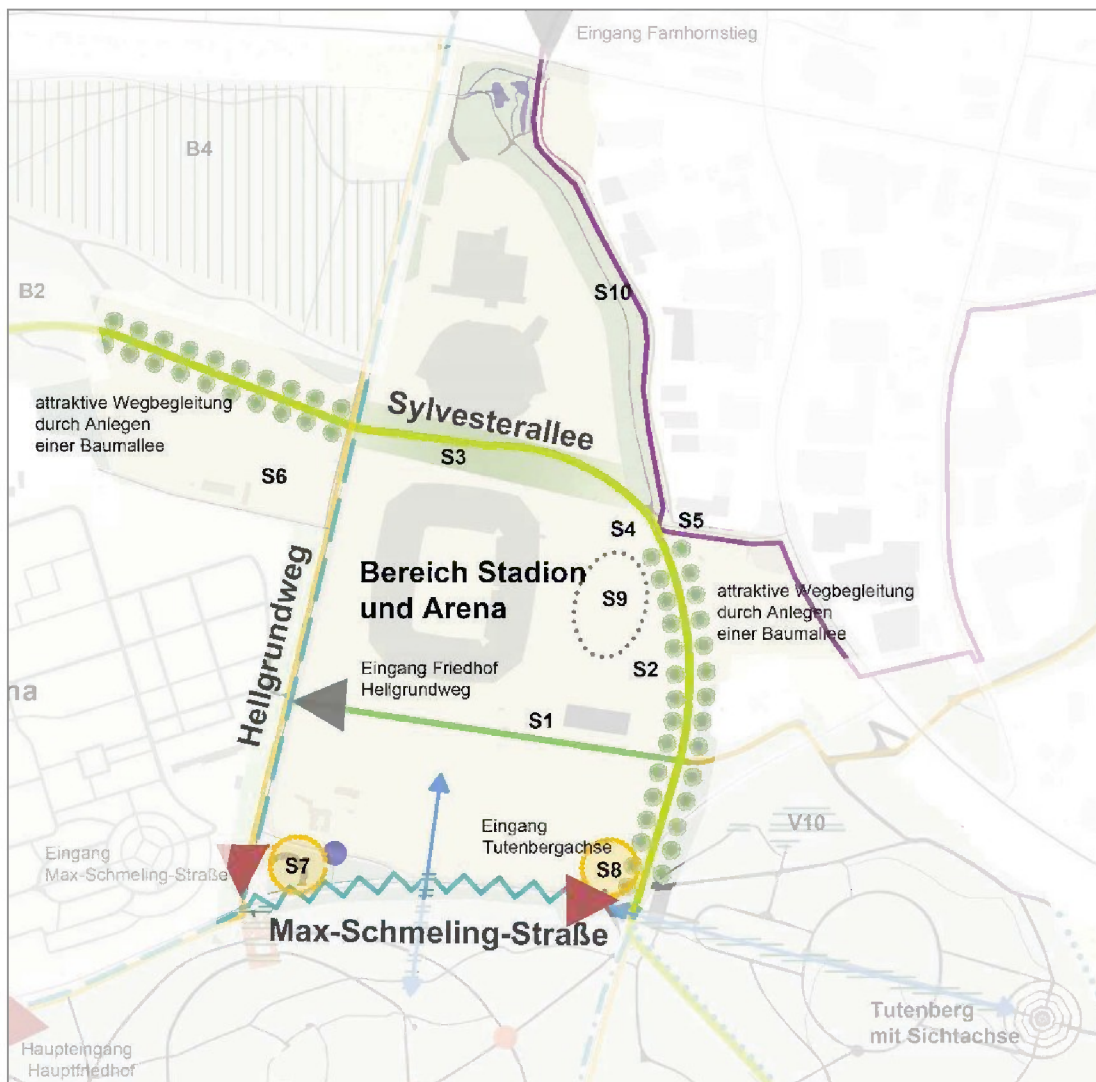 Eingang Farnhornstieg
B4
S10
B2
attraktive Wegbegleitung
durch Anlegen
einer Baumallee
Sylvesterallee
S3
S6
S4
S5
Hellgrundweg
Bereich Stadion
und Arena
S9
attraktive Wegbegleitung
durch Anlegen
einer Baumallee
S2
Eingang Friedhof
Hellgrundweg
na
S1
Eingang
Tutenbergachse
V10
Eingang
Max-Schmeling-Straße
S7
S8
Max-Schmeling-Straße
Tutenberg
mit Sichtachse
Haupteingang
Hauptfriedhof